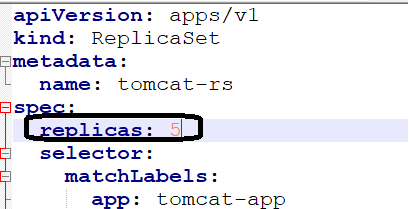 apiVersion: apps/v1
kind: ReplicaSet
metadata:
  name: tomcat-rs
spec:
  replicas: 5
  selector:
    matchLabels:
      app: tomcat-app